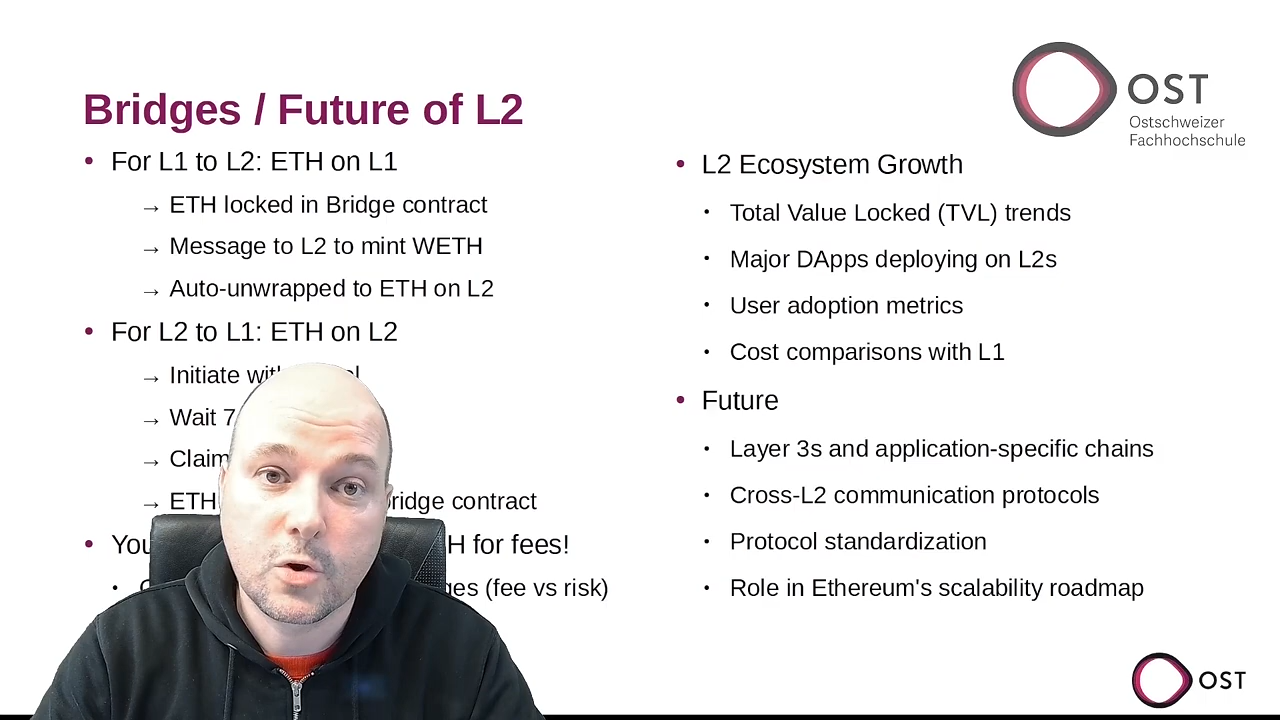 Bridges / Future of L2
• For L1 to L2: ETH on L1
→ ETH locked in Bridge contract
→ Message to L2 to mint WETH
→ Auto-unwrapped to ETH on L2
• For L2 to L1: ETH on L2
→ Initiate
→ Wait 7
→ Claim
→ ETH bridge contract
• for fees!
• (fee vs risk)
• L2 Ecosystem Growth
• Total Value Locked (TVL) trends
• Major DApps deploying on L2s
• User adoption metrics
• Cost comparisons with L1
• Future
• Layer 3s and application-specific chains
• Cross-L2 communication protocols
• Protocol standardization
• Role in Ethereum's scalability roadmap
OST
Ostschweizer
Fachhochschule
OST